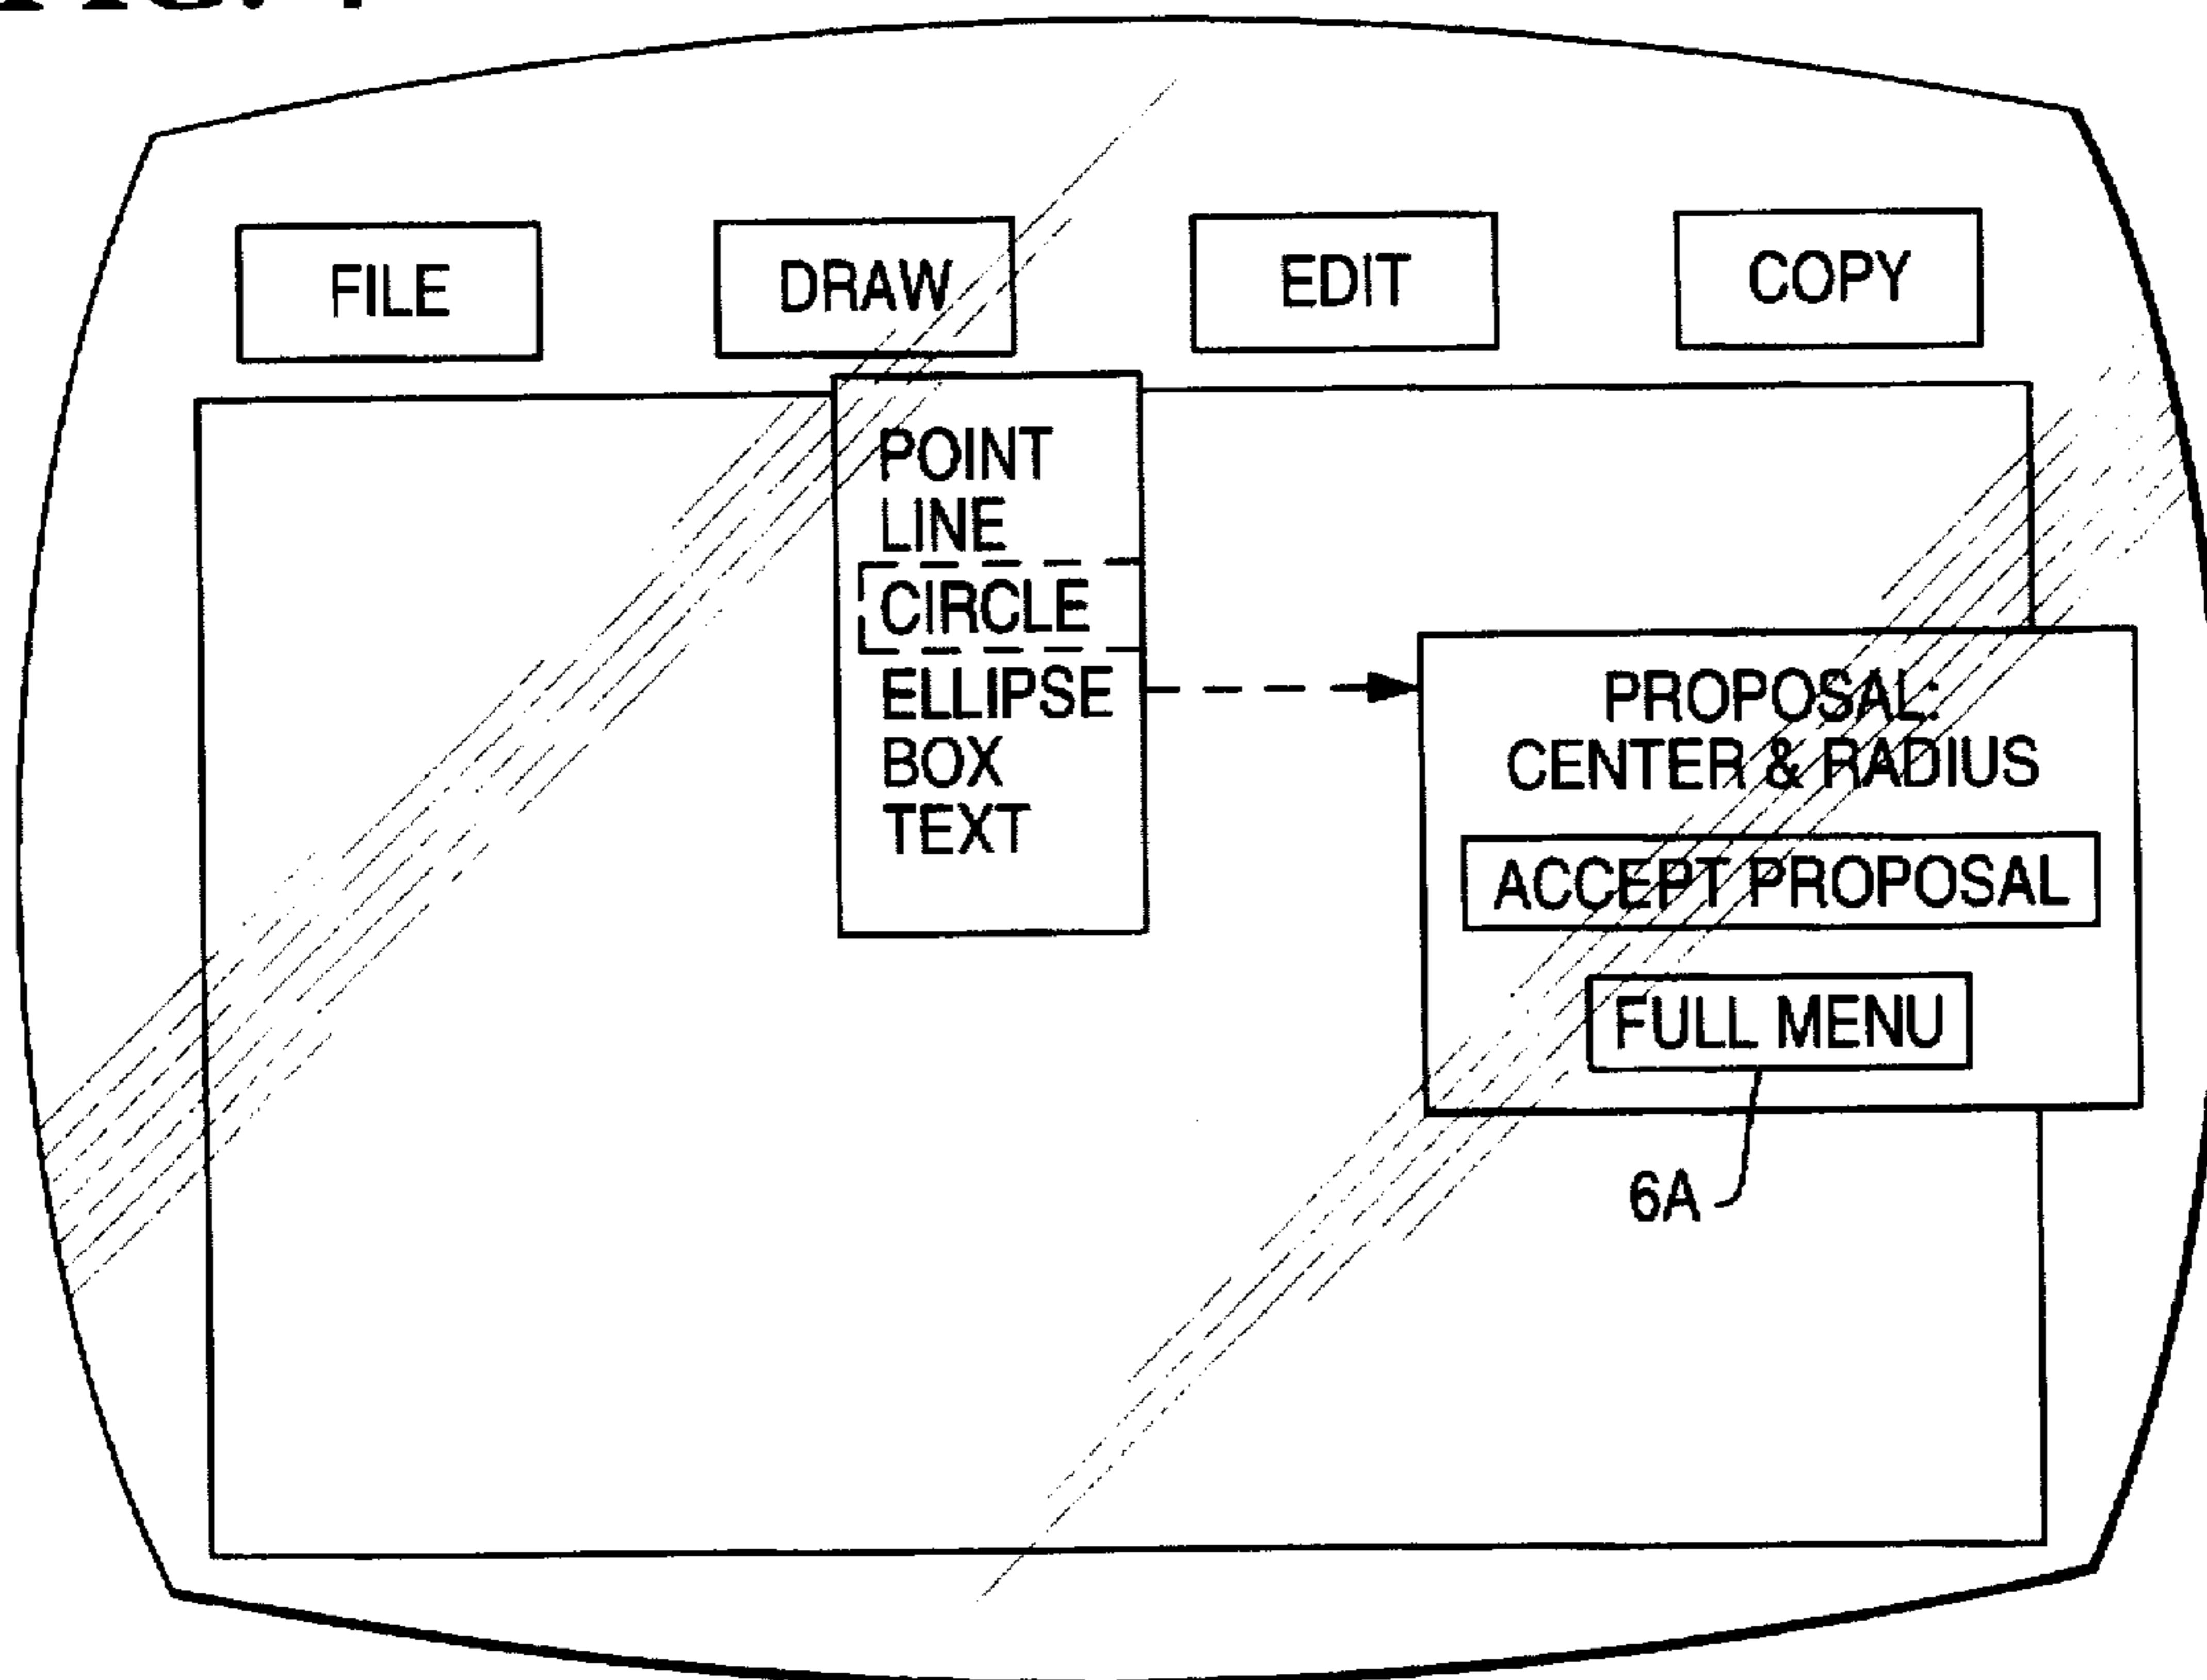 FILE
DRAW
EDIT
COPY
POINT
LINE
CIRCLE
ELLIPSE
BOX
TEXT
PROPOSAL:
CENTER & RADIUS
ACCEPT PROPOSAL
FULL MENU
6A